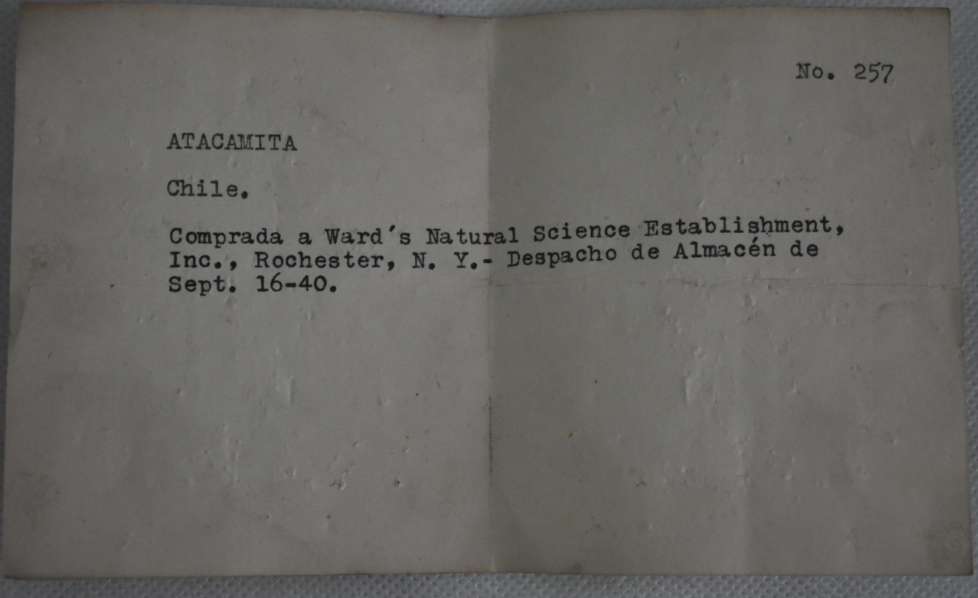 No. 257
ATACAMITA
Chile.
Comprada a Ward's Natural Science Establishment,
Inc., Rochester, N. Y.- Despacho de Almacén de
Sept. 16-40.